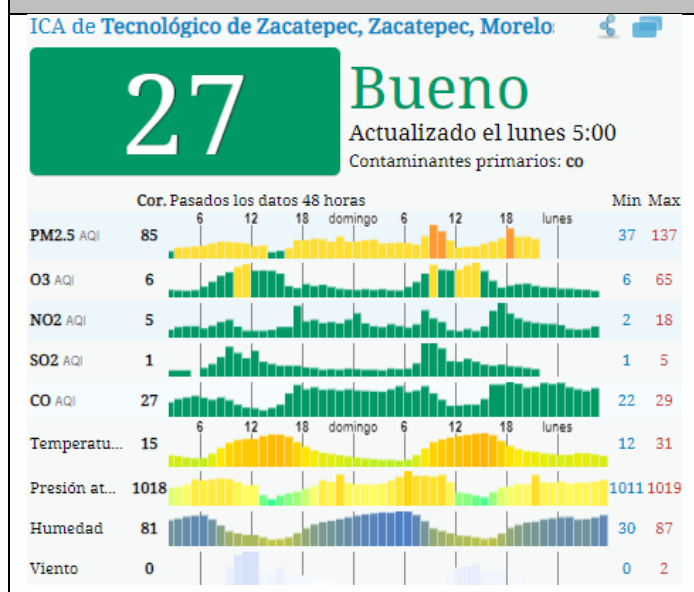 ICA de Tecnológico de Zacatepec, Zacatepec, Morelo
27
Bueno
Actualizado el lunes 5:00
Contaminantes primarios: co
Cor. Pasados los datos 48 horas Min Max
6 12 18 domingo 6 12 18 lunes
PM2.5 AQI 85 37 137
O3 AQI 6 6 65
NO2 AQI 5 2 18
SO2 AQI 1 1 5
CO AQI 27 22 29
6 12 18 domingo 6 12 18 lunes
Temperatu... 15 12 31
Presión at... 1018 1011 1019
Humedad 81 30 87
Viento 0 0 2